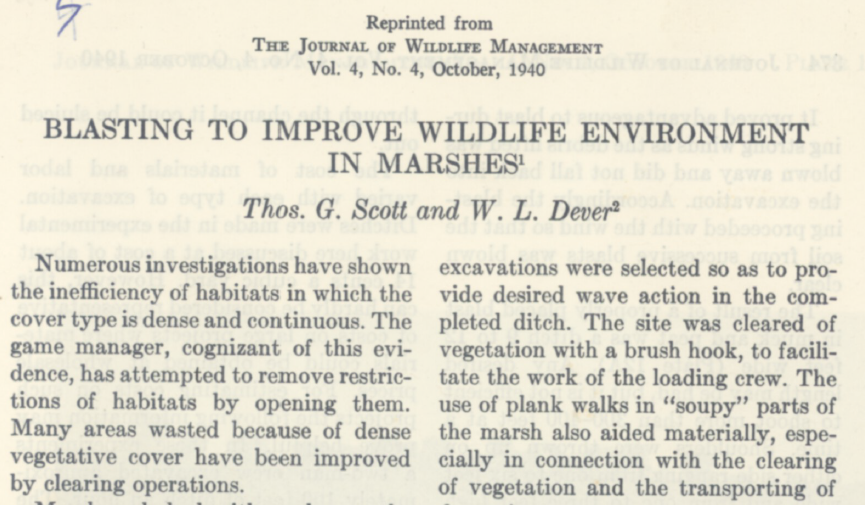 Reprinted from
THE JOURNAL OF WILDLIFE MANAGEMENT
Vol. 4, No. 4, October, 1940
BLASTING TO IMPROVE WILDLIFE ENVIRONMENT
IN MARSHES¹
Thos. G. Scott and W. L. Dever²
Numerous investigations have shown
the inefficiency of habitats in which the
cover type is dense and continuous. The
game manager, cognizant of this evi-
dence, has attempted to remove restric-
tions of habitats by opening them.
Many areas wasted because of dense
vegetative cover have been improved
by clearing operations.
excavations were selected so as to pro-
vide desired wave action in the com-
pleted ditch. The site was cleared of
vegetation with a brush hook, to facili-
tate the work of the loading crew. The
use of plank walks in "soupy" parts of
the marsh also aided materially, espe-
cially in connection with the clearing
of vegetation and the transporting of